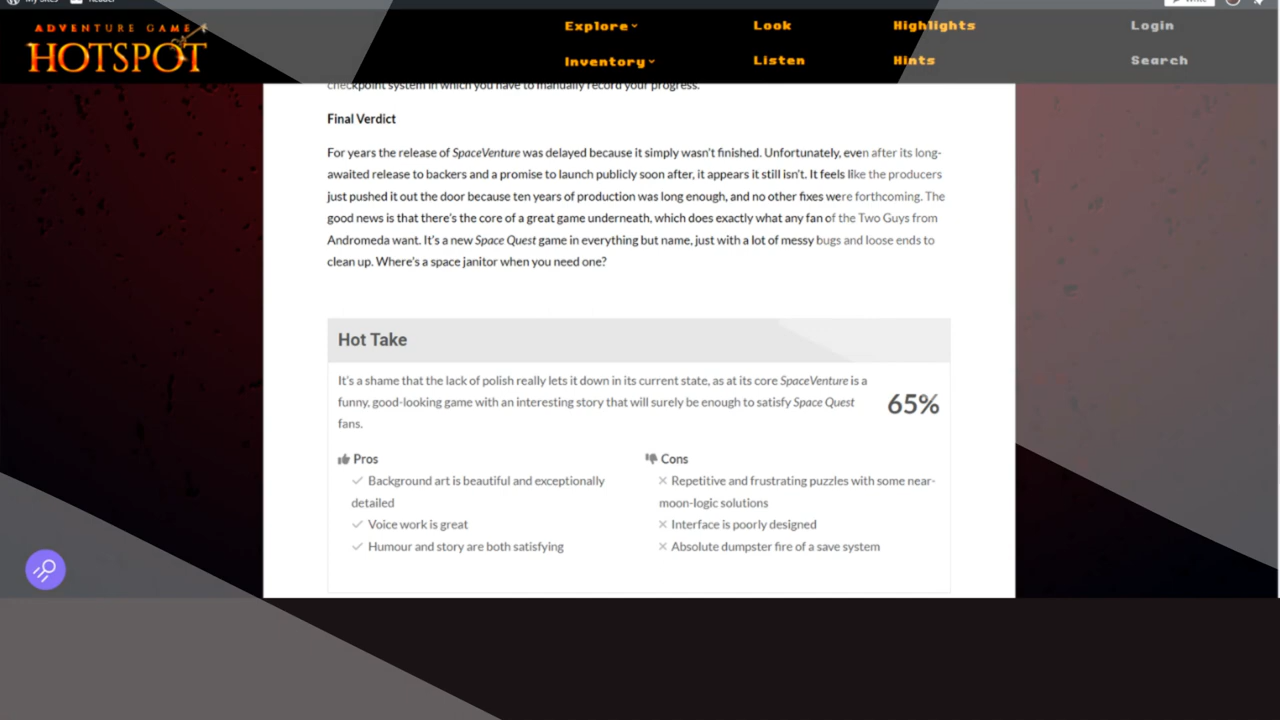 My Sites Reader Write
ADVENTURE GAME
HOTSPOT
Explore Look Highlights Login
Inventory Listen Hints Search
checkpoint system in which you have to manually record your progress.
Final Verdict
For years the release of SpaceVenture was delayed because it simply wasn't finished. Unfortunately, even after its long-
awaited release to backers and a promise to launch publicly soon after, it appears it still isn't. It feels like the producers
just pushed it out the door because ten years of production was long enough, and no other fixes were forthcoming. The
good news is that there's the core of a great game underneath, which does exactly what any fan of the Two Guys from
Andromeda want. It's a new Space Quest game in everything but name, just with a lot of messy bugs and loose ends to
clean up. Where's a space janitor when you need one?
Hot Take
It's a shame that the lack of polish really lets it down in its current state, as at its core SpaceVenture is a
funny, good-looking game with an interesting story that will surely be enough to satisfy Space Quest
fans.
65%
Pros
Background art is beautiful and exceptionally
detailed
Voice work is great
Humour and story are both satisfying
Cons
Repetitive and frustrating puzzles with some near-
moon-logic solutions
Interface is poorly designed
Absolute dumpster fire of a save system